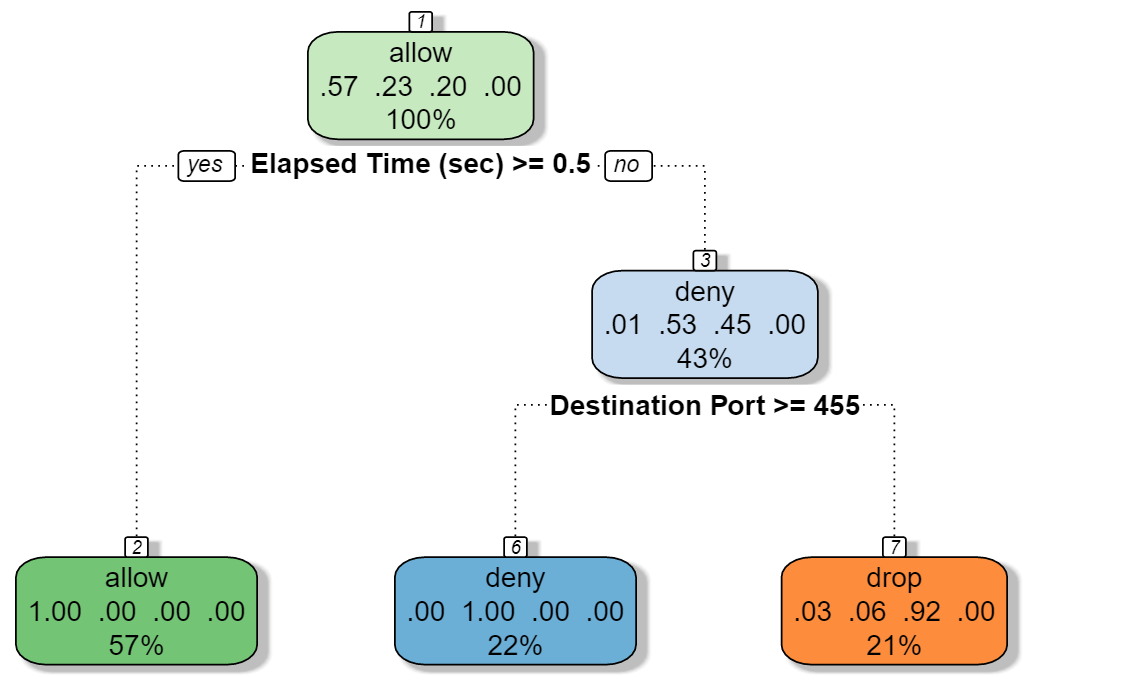 1
allow
.57 .23 .20 .00
100%
yes Elapsed Time (sec) >= 0.5 no
3
deny
.01 .53 .45 .00
43%
Destination Port >= 455
2
allow
1.00 .00 .00 .00
57%
6
deny
.00 1.00 .00 .00
22%
7
drop
.03 .06 .92 .00
21%